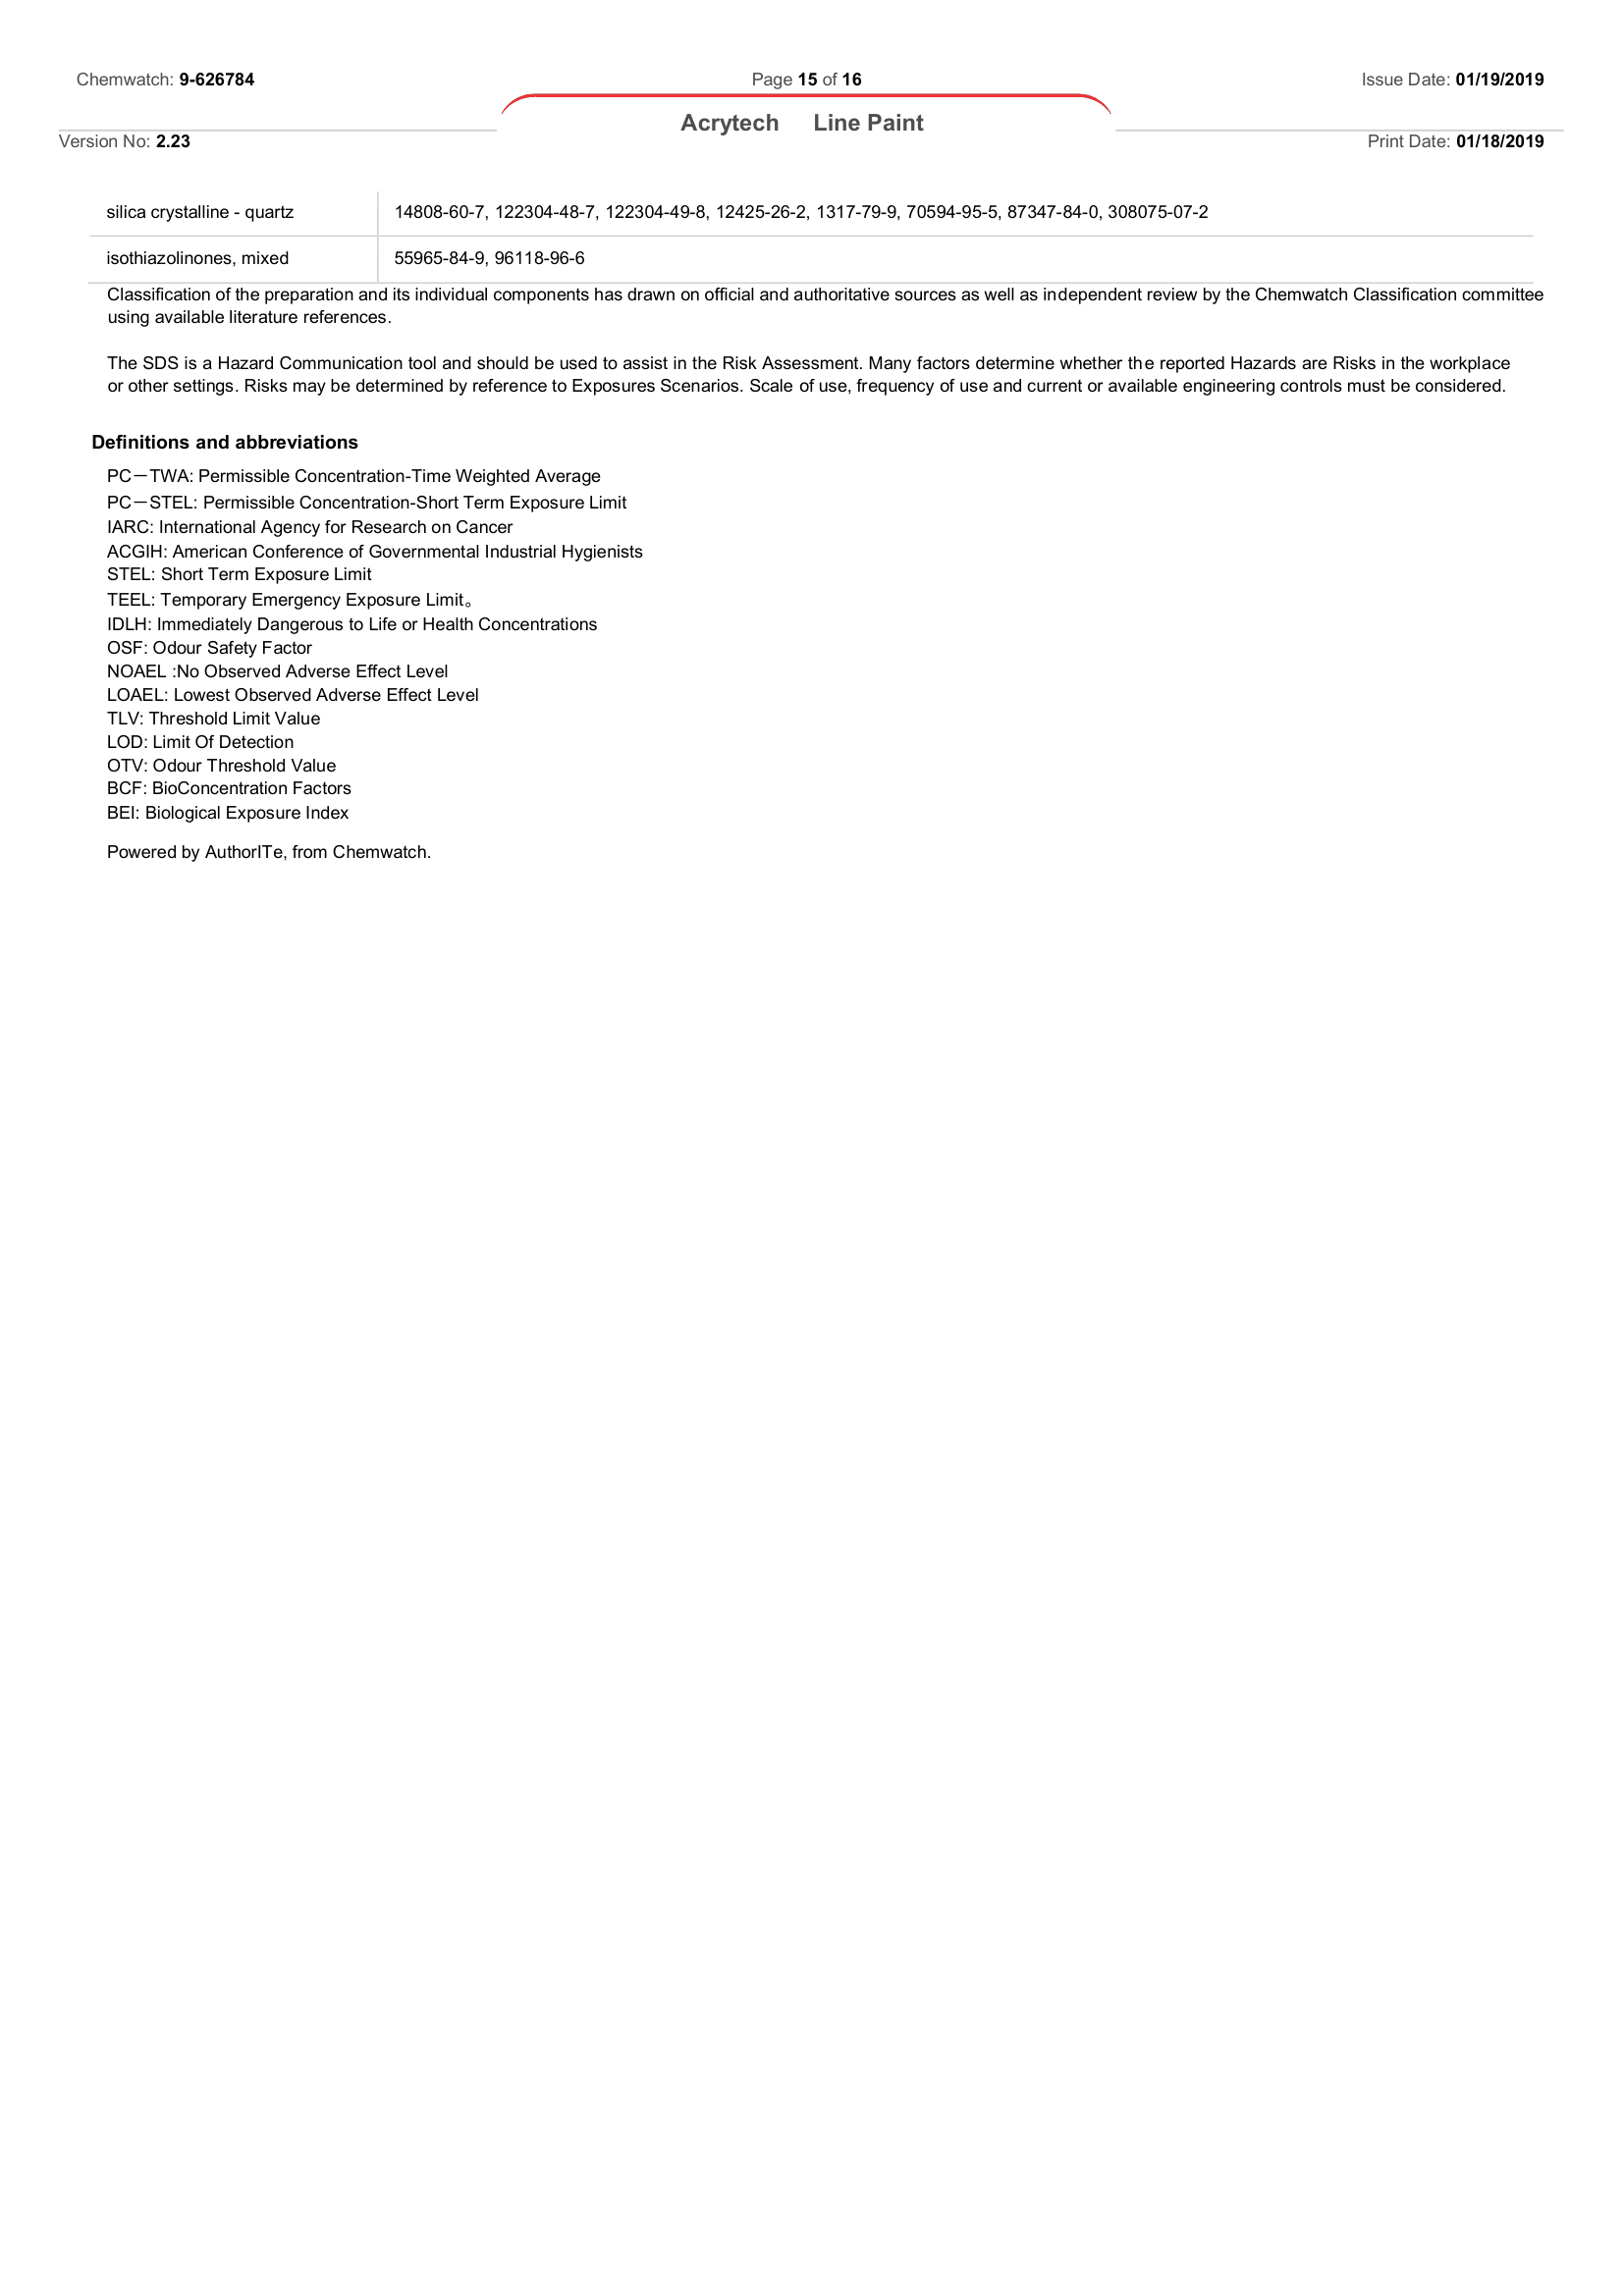 Chemwatch: 9-626784
Page 15 of 16
Issue Date: 01/19/2019
Acrytech Line Paint
Version No: 2.23
Print Date: 01/18/2019
silica crystalline - quartz
14808-60-7, 122304-48-7, 122304-49-8, 12425-26-2, 1317-79-9, 70594-95-5, 87347-84-0, 308075-07-2
isothiazolinones, mixed
55965-84-9, 96118-96-6
Classification of the preparation and its individual components has drawn on official and authoritative sources as well as independent review by the Chemwatch Classification committee
using available literature references.
The SDS is a Hazard Communication tool and should be used to assist in the Risk Assessment. Many factors determine whether the reported Hazards are Risks in the workplace
or other settings. Risks may be determined by reference to Exposures Scenarios. Scale of use, frequency of use and current or available engineering controls must be considered.
Definitions and abbreviations
PC－TWA: Permissible Concentration-Time Weighted Average
PC－STEL: Permissible Concentration-Short Term Exposure Limit
IARC: International Agency for Research on Cancer
ACGIH: American Conference of Governmental Industrial Hygienists
STEL: Short Term Exposure Limit
TEEL: Temporary Emergency Exposure Limit。
IDLH: Immediately Dangerous to Life or Health Concentrations
OSF: Odour Safety Factor
NOAEL :No Observed Adverse Effect Level
LOAEL: Lowest Observed Adverse Effect Level
TLV: Threshold Limit Value
LOD: Limit Of Detection
OTV: Odour Threshold Value
BCF: BioConcentration Factors
BEI: Biological Exposure Index
Powered by AuthorITe, from Chemwatch.